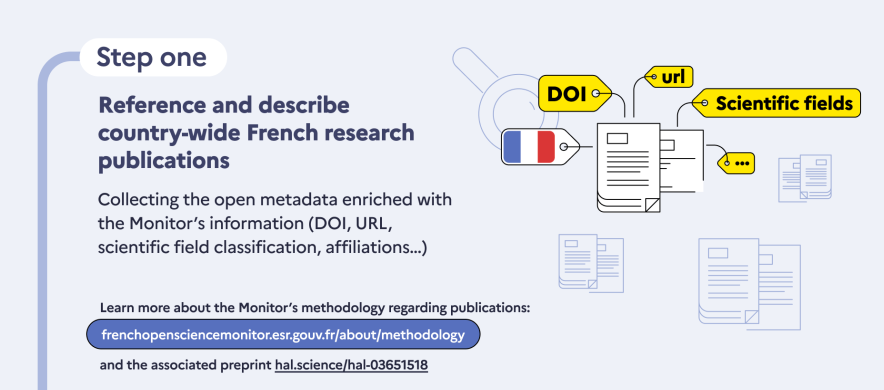 Step one
Reference and describe
country-wide French research
publications
Collecting the open metadata enriched with
the Monitor's information (DOI, URL,
scientific field classification, affiliations...)
DOI
url
Scientific fields
...
Learn more about the Monitor's methodology regarding publications:
frenchopensciencemonitor.esr.gouv.fr/about/methodology
and the associated preprint hal.science/hal-03651518